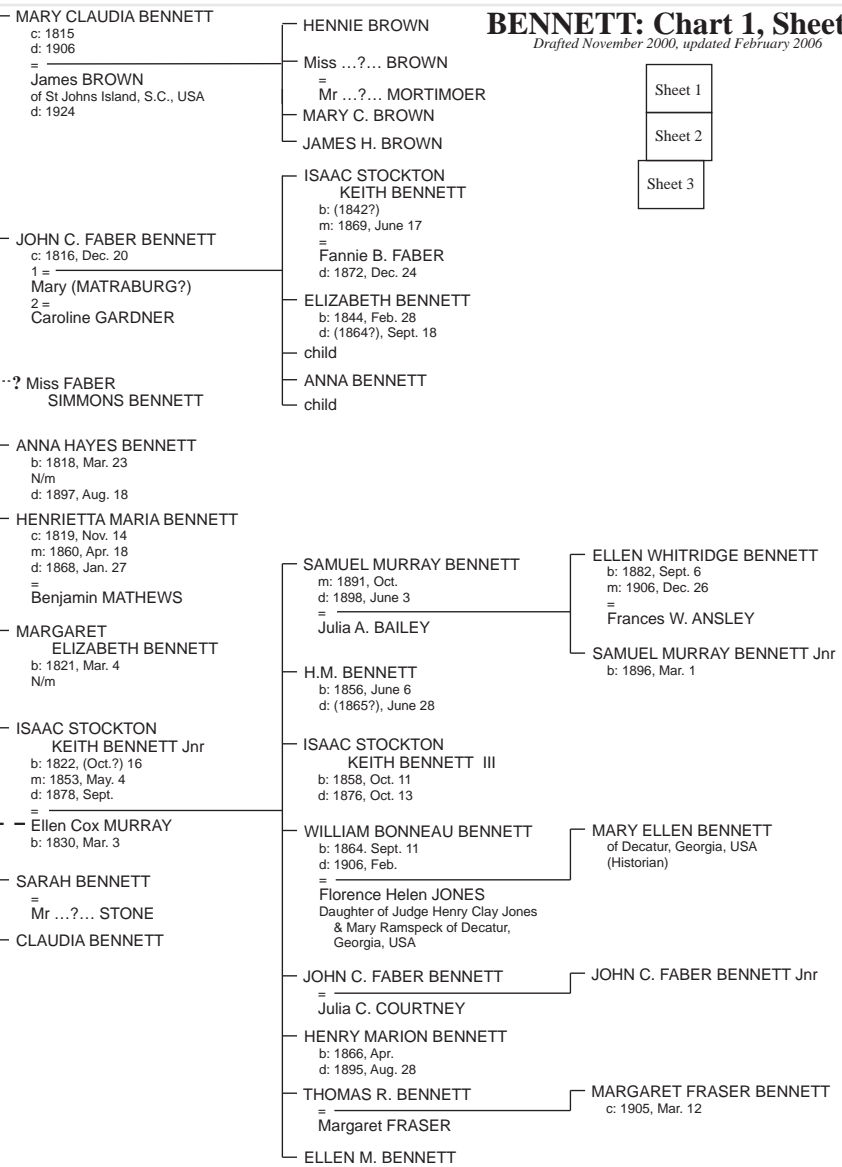 BENNETT: Chart 1, Sheet
Drafted November 2000, updated February 2006
Sheet 1
Sheet 2
Sheet 3
MARY CLAUDIA BENNETT
c: 1815
d: 1906
=
James BROWN
of St Johns Island, S.C., USA
d: 1924
HENNIE BROWN
Miss …?… BROWN
=
Mr …?… MORTIMOER
MARY C. BROWN
JAMES H. BROWN
JOHN C. FABER BENNETT
c: 1816, Dec. 20
1 =
Mary (MATRABURG?)
2 =
Caroline GARDNER
ISAAC STOCKTON
KEITH BENNETT
b: (1842?)
m: 1869, June 17
=
Fannie B. FABER
d: 1872, Dec. 24
ELIZABETH BENNETT
b: 1844, Feb. 28
d: (1864?), Sept. 18
child
ANNA BENNETT
child
? Miss FABER
SIMMONS BENNETT
ANNA HAYES BENNETT
b: 1818, Mar. 23
N/m
d: 1897, Aug. 18
HENRIETTA MARIA BENNETT
c: 1819, Nov. 14
m: 1860, Apr. 18
d: 1868, Jan. 27
=
Benjamin MATHEWS
MARGARET
ELIZABETH BENNETT
b: 1821, Mar. 4
N/m
ISAAC STOCKTON
KEITH BENNETT Jnr
b: 1822, (Oct.?) 16
m: 1853, May. 4
d: 1878, Sept.
=
Ellen Cox MURRAY
b: 1830, Mar. 3
SARAH BENNETT
=
Mr …?… STONE
CLAUDIA BENNETT
SAMUEL MURRAY BENNETT
m: 1891, Oct.
d: 1898, June 3
=
Julia A. BAILEY
ELLEN WHITRIDGE BENNETT
b: 1882, Sept. 6
m: 1906, Dec. 26
=
Frances W. ANSLEY
SAMUEL MURRAY BENNETT Jnr
b: 1896, Mar. 1
H.M. BENNETT
b: 1856, June 6
d: (1865?), June 28
ISAAC STOCKTON
KEITH BENNETT III
b: 1858, Oct. 11
d: 1876, Oct. 13
WILLIAM BONNEAU BENNETT
b: 1864. Sept. 11
d: 1906, Feb.
=
Florence Helen JONES
Daughter of Judge Henry Clay Jones
& Mary Ramspeck of Decatur,
Georgia, USA
MARY ELLEN BENNETT
of Decatur, Georgia, USA
(Historian)
JOHN C. FABER BENNETT
=
Julia C. COURTNEY
JOHN C. FABER BENNETT Jnr
HENRY MARION BENNETT
b: 1866, Apr.
d: 1895, Aug. 28
THOMAS R. BENNETT
=
Margaret FRASER
MARGARET FRASER BENNETT
c: 1905, Mar. 12
ELLEN M. BENNETT